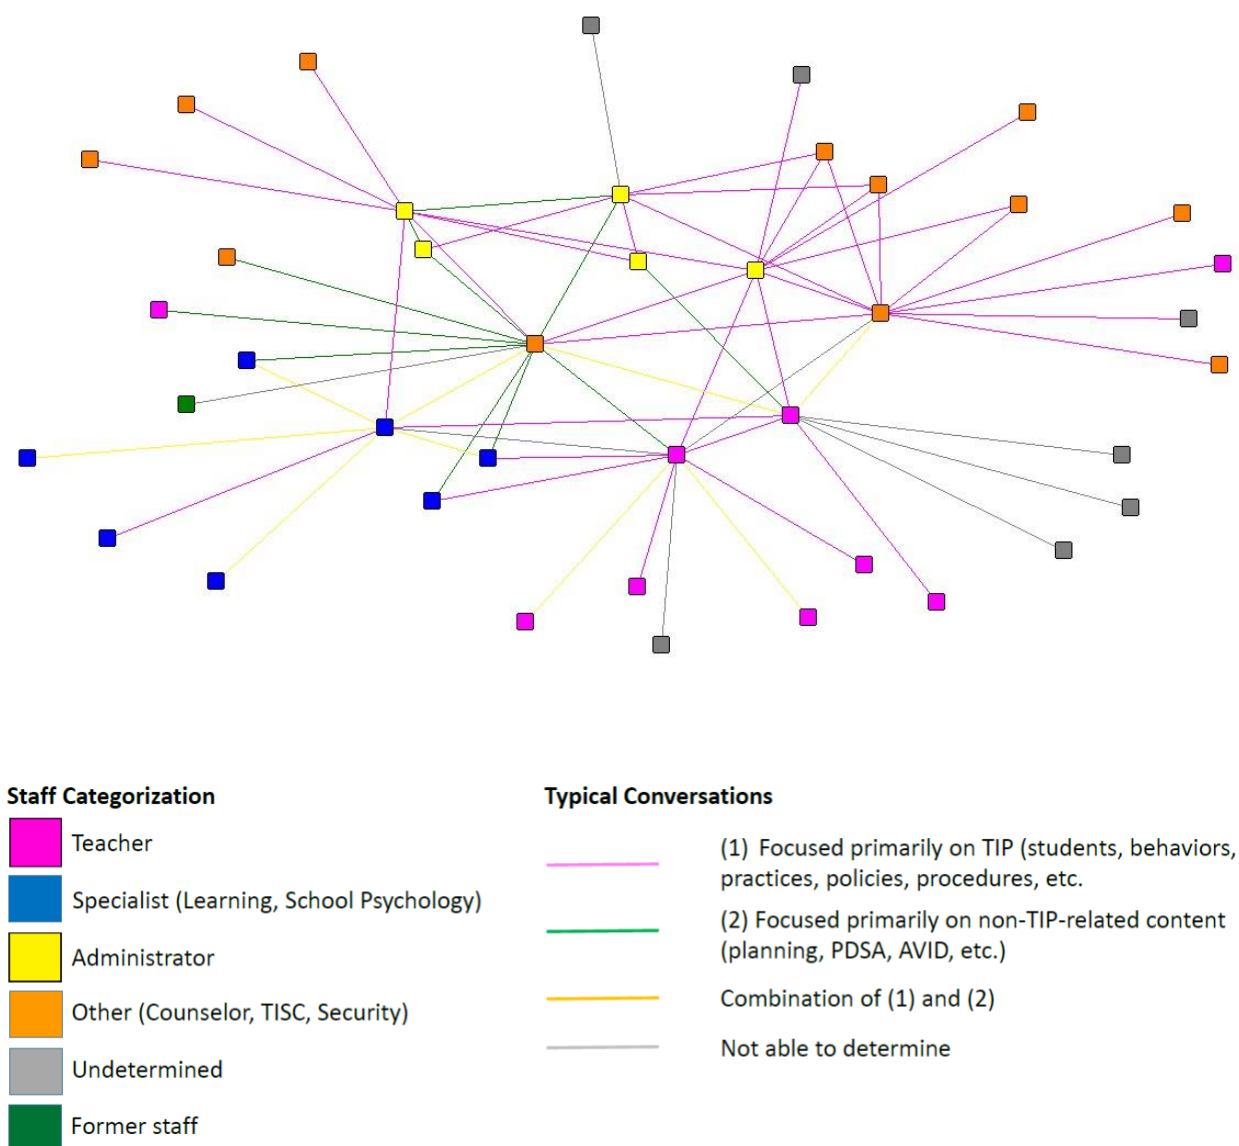 Staff Categorization
Teacher
Specialist (Learning, School Psychology)
Administrator
Other (Counselor, TISC, Security)
Undetermined
Former staff
Typical Conversations
(1) Focused primarily on TIP (students, behaviors,
practices, policies, procedures, etc.
(2) Focused primarily on non-TIP-related content
(planning, PDSA, AVID, etc.)
Combination of (1) and (2)
Not able to determine